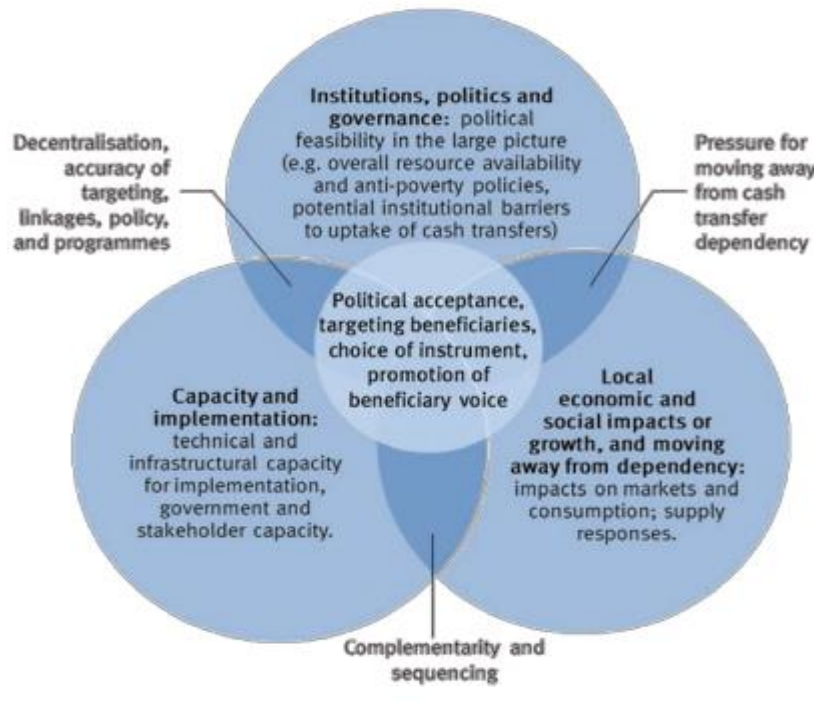 Institutions, politics and
governance: political
feasibility in the large picture
(e.g. overall resource availability
and anti-poverty policies,
potential institutional barriers
to uptake of cash transfers)
Decentralisation,
accuracy of
targeting,
linkages, policy,
and programmes
Pressure for
moving away
from cash
transfer
dependency
Political acceptance,
targeting beneficiaries,
choice of instrument,
promotion of
beneficiary voice
Capacity and
implementation:
technical and
infrastructural capacity
for implementation,
government and
stakeholder capacity.
Local
economic and
social impacts or
growth, and moving
away from dependency:
impacts on markets and
consumption; supply
responses.
Complementarity and
sequencing